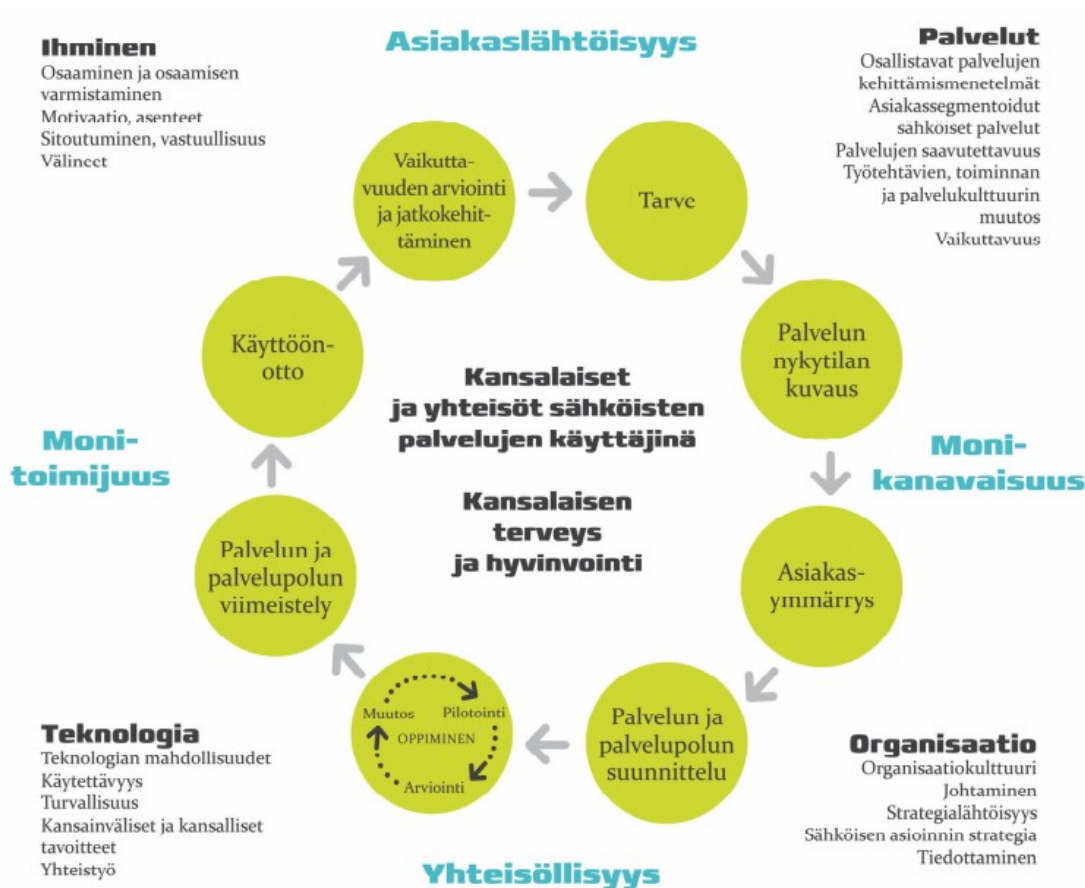 Asiakaslähtöisyys
Ihminen
Osaaminen ja osaamisen
varmistaminen
Motivaatio, asenteet
Sitoutuminen, vastuullisuus
Välineet
Palvelut
Osallistavat palvelujen
kehittämismenetelmät
Asiakassegmentoidut
sähköiset palvelut
Palvelujen saavutettavuus
Työtehtävien, toiminnan
ja palvelukulttuurin
muutos
Vaikuttavuus
Vaikutta-
vuuden arviointi
ja jatkokehit-
täminen
Tarve
Palvelun
nykytilan
kuvaus
Asiakas-
ymmärrys
Palvelun ja
palvelupolun
suunnittelu
Muutos
Pilotointi
OPPIMINEN
Arviointi
Palvelun ja
palvelupolun
viimeistely
Käyttöön-
otto
Kansalaiset
ja yhteisöt sähköisten
palvelujen käyttäjinä
Kansalaisen
terveys
ja hyvinvointi
Moni-
toimijuus
Moni-
kanavaisuus
Teknologia
Teknologian mahdollisuudet
Käytettävyys
Turvallisuus
Kansainväliset ja kansalliset
tavoitteet
Yhteistyö
Organisaatio
Organisaatiokulttuuri
Johtaminen
Strategialähtöisyys
Sähköisen asioinnin strategia
Tiedottaminen
Yhteisöllisyys